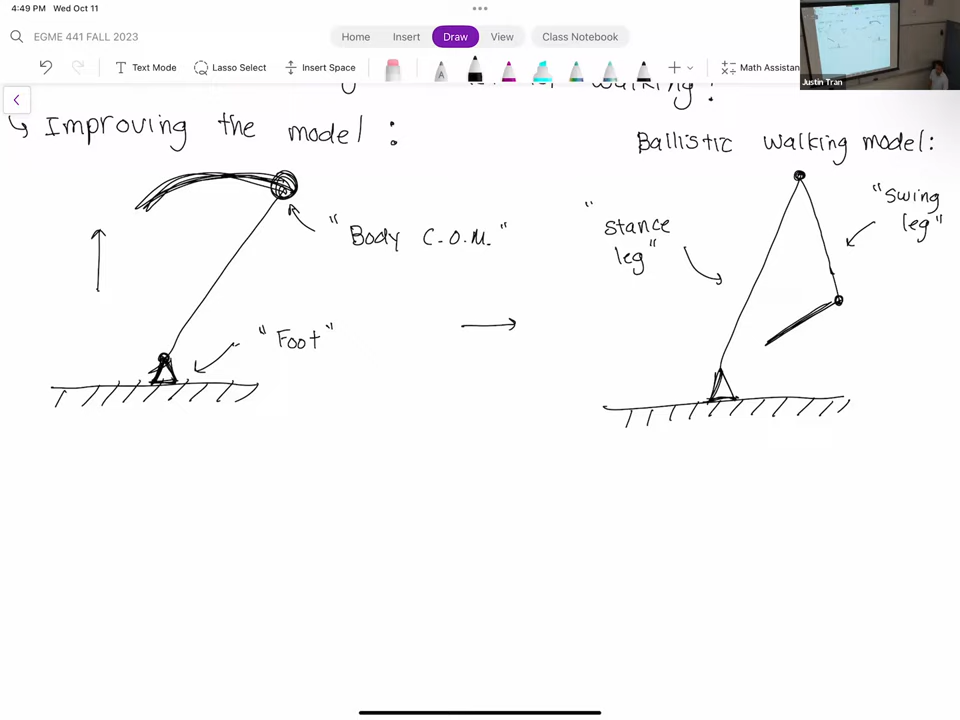 4:49 PM Wed Oct 11
EGME 441 FALL 2023
Home Insert Draw View Class Notebook
Text Mode Lasso Select Insert Space Math Assistan
Justin Tran
walking!
↳ Improving the model :
Ballistic walking model:
"Body C.O.M."
"Foot"
"Stance
leg"
"Swing
leg"